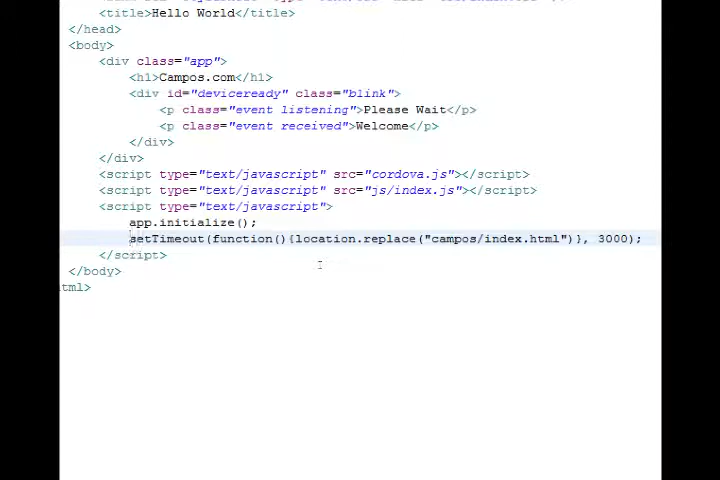 <title>Hello World</title>
</head>
<body>
<div class="app">
<h1>Campos.com</h1>
<div id="deviceready" class="blink">
<p class="event listening">Please Wait</p>
<p class="event received">Welcome</p>
</div>
</div>
<script type="text/javascript" src="cordova.js"></script>
<script type="text/javascript" src="js/index.js"></script>
<script type="text/javascript">
app.initialize();
setTimeout(function(){location.replace("campos/index.html")}, 3000);
</script>
</body>
tml>